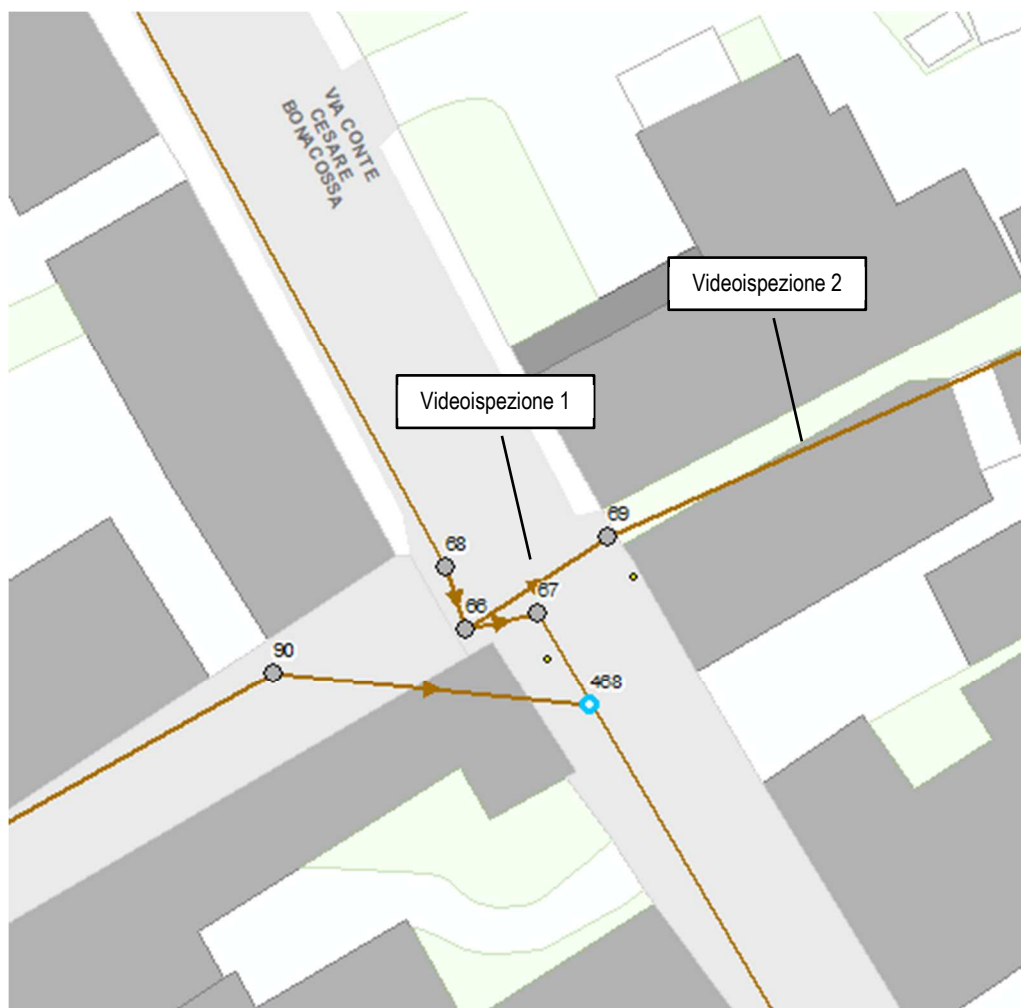 VIA CONTE
CESARE
BONACOSSA
Videoispezione 2
Videoispezione 1
69
68
67
66
90
468